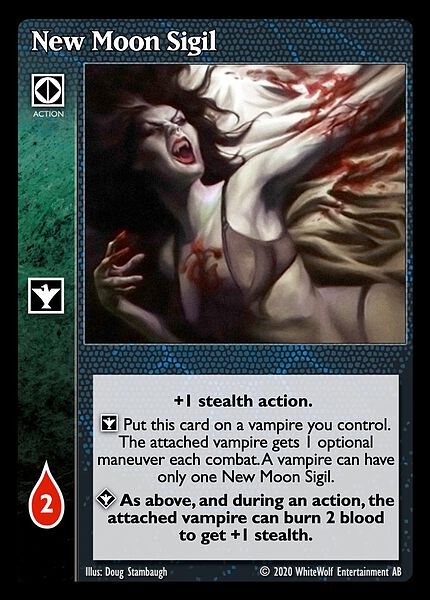 New Moon Sigil
ACTION
+1 stealth action.
Put this card on a vampire you control.
The attached vampire gets 1 optional
maneuver each combat. A vampire can have
only one New Moon Sigil.
As above, and during an action, the
attached vampire can burn 2 blood
to get +1 stealth.
2
Illus: Doug Stambaugh © 2020 WhiteWolf Entertainment AB